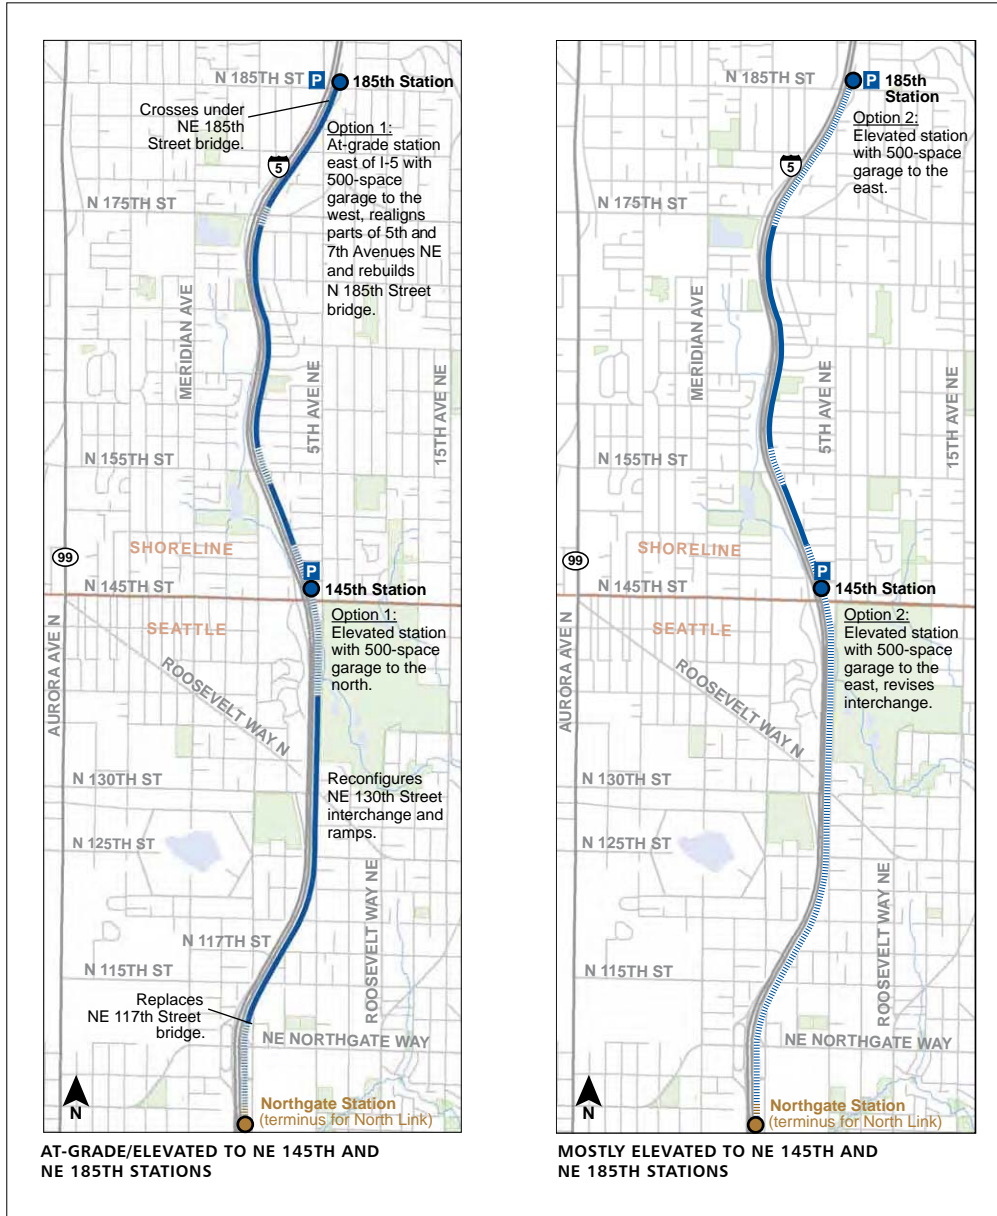 N 185TH ST
P
185th Station
Crosses under
NE 185th
Street bridge.
Option 1:
At-grade station
east of I-5 with
500-space
garage to the
west, realigns
parts of 5th and
7th Avenues NE
and rebuilds
N 185th Street
bridge.
5
N 175TH ST
MERIDIAN AVE
5TH AVE NE
15TH AVE NE
N 155TH ST
SHORELINE
99
P
N 145TH ST
145th Station
SEATTLE
Option 1:
Elevated station
with 500-space
garage to the
north.
AURORA AVE N
ROOSEVELT WAY N
N 130TH ST
Reconfigures
NE 130th Street
interchange and
ramps.
N 125TH ST
ROOSEVELT WAY NE
N 117TH ST
N 115TH ST
Replaces
NE 117th Street
bridge.
NE NORTHGATE WAY
N
Northgate Station
(terminus for North Link)
AT-GRADE/ELEVATED TO NE 145TH AND
NE 185TH STATIONS
N 185TH ST
P
185th
Station
Option 2:
Elevated station
with 500-space
garage to the
east.
5
N 175TH ST
MERIDIAN AVE
5TH AVE NE
15TH AVE NE
N 155TH ST
SHORELINE
99
P
N 145TH ST
145th Station
SEATTLE
Option 2:
Elevated station
with 500-space
garage to the
east, revises
interchange.
AURORA AVE N
ROOSEVELT WAY N
N 130TH ST
N 125TH ST
ROOSEVELT WAY NE
N 115TH ST
NE NORTHGATE WAY
N
Northgate Station
(terminus for North Link)
MOSTLY ELEVATED TO NE 145TH AND
NE 185TH STATIONS